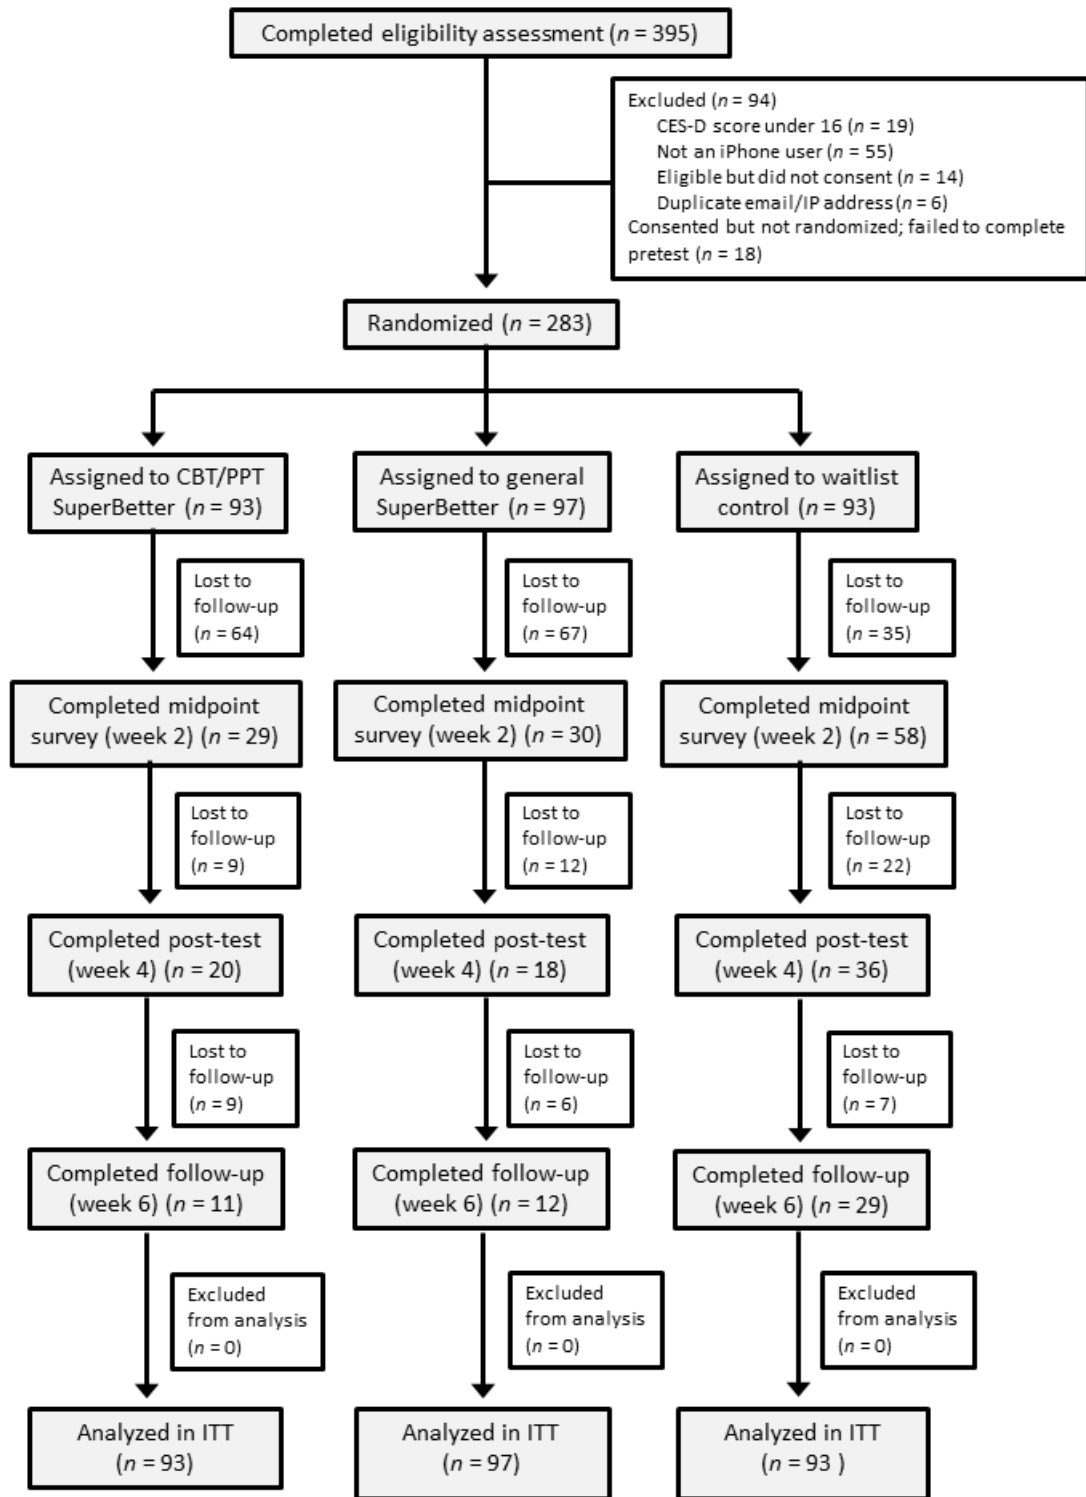 Completed eligibility assessment (n = 395)
Excluded (n = 94)
CES-D score under 16 (n = 19)
Not an iPhone user (n = 55)
Eligible but did not consent (n = 14)
Duplicate email/IP address (n = 6)
Consented but not randomized; failed to complete
pretest (n = 18)
Randomized (n = 283)
Assigned to CBT/PPT
SuperBetter (n = 93)
Assigned to general
SuperBetter (n = 97)
Assigned to waitlist
control (n = 93)
Lost to
follow-up
(n = 64)
Lost to
follow-up
(n = 67)
Lost to
follow-up
(n = 35)
Completed midpoint
survey (week 2) (n = 29)
Completed midpoint
survey (week 2) (n = 30)
Completed midpoint
survey (week 2) (n = 58)
Lost to
follow-up
(n = 9)
Lost to
follow-up
(n = 12)
Lost to
follow-up
(n = 22)
Completed post-test
(week 4) (n = 20)
Completed post-test
(week 4) (n = 18)
Completed post-test
(week 4) (n = 36)
Lost to
follow-up
(n = 9)
Lost to
follow-up
(n = 6)
Lost to
follow-up
(n = 7)
Completed follow-up
(week 6) (n = 11)
Completed follow-up
(week 6) (n = 12)
Completed follow-up
(week 6) (n = 29)
Excluded
from analysis
(n = 0)
Excluded
from analysis
(n = 0)
Excluded
from analysis
(n = 0)
Analyzed in ITT
(n = 93)
Analyzed in ITT
(n = 97)
Analyzed in ITT
(n = 93 )